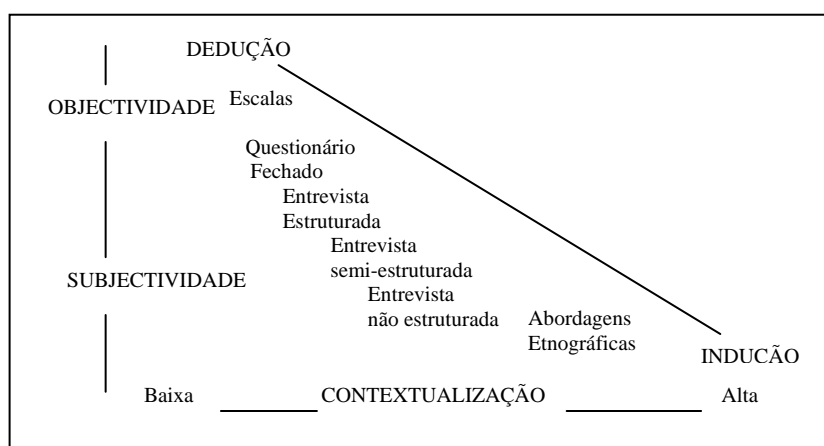 DEDUÇÃO
OBJECTIVIDADE
Escalas
Questionário
Fechado
Entrevista
Estruturada
Entrevista
semi-estruturada
SUBJECTIVIDADE
Entrevista
não estruturada
Abordagens
Etnográficas
INDUCÃO
Baixa
CONTEXTUALIZAÇÃO
Alta